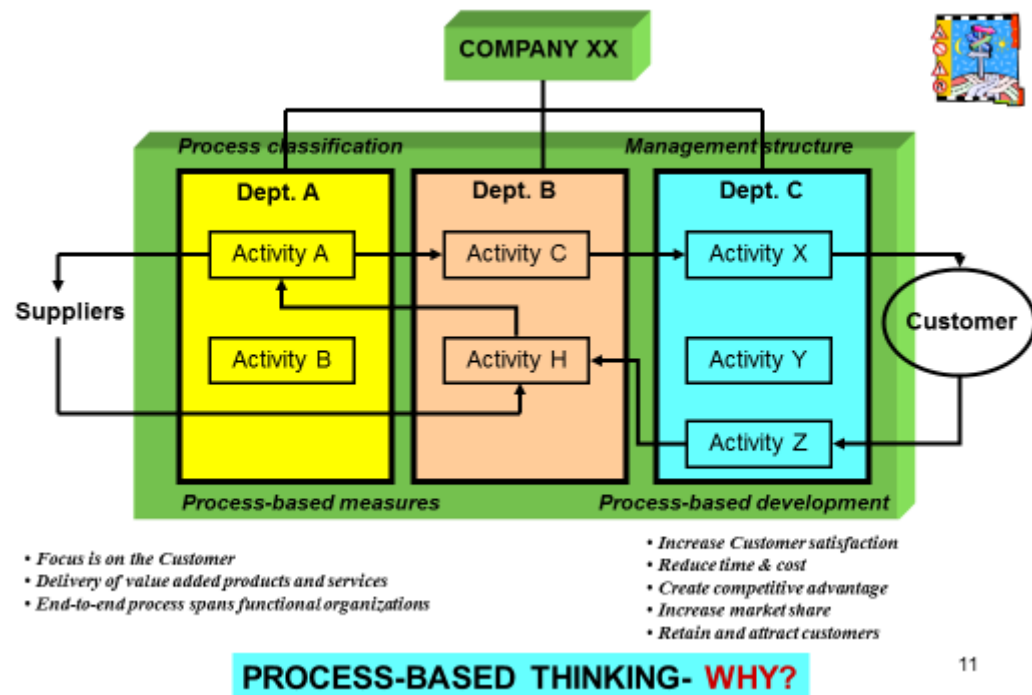 COMPANY XX
Process classification
Management structure
Dept. A
Dept. B
Dept. C
Activity A
Activity C
Activity X
Suppliers
Customer
Activity B
Activity H
Activity Y
Activity Z
Process-based measures
Process-based development
• Focus is on the Customer
• Delivery of value added products and services
• End-to-end process spans functional organizations
• Increase Customer satisfaction
• Reduce time & cost
• Create competitive advantage
• Increase market share
• Retain and attract customers
PROCESS-BASED THINKING- WHY?
11